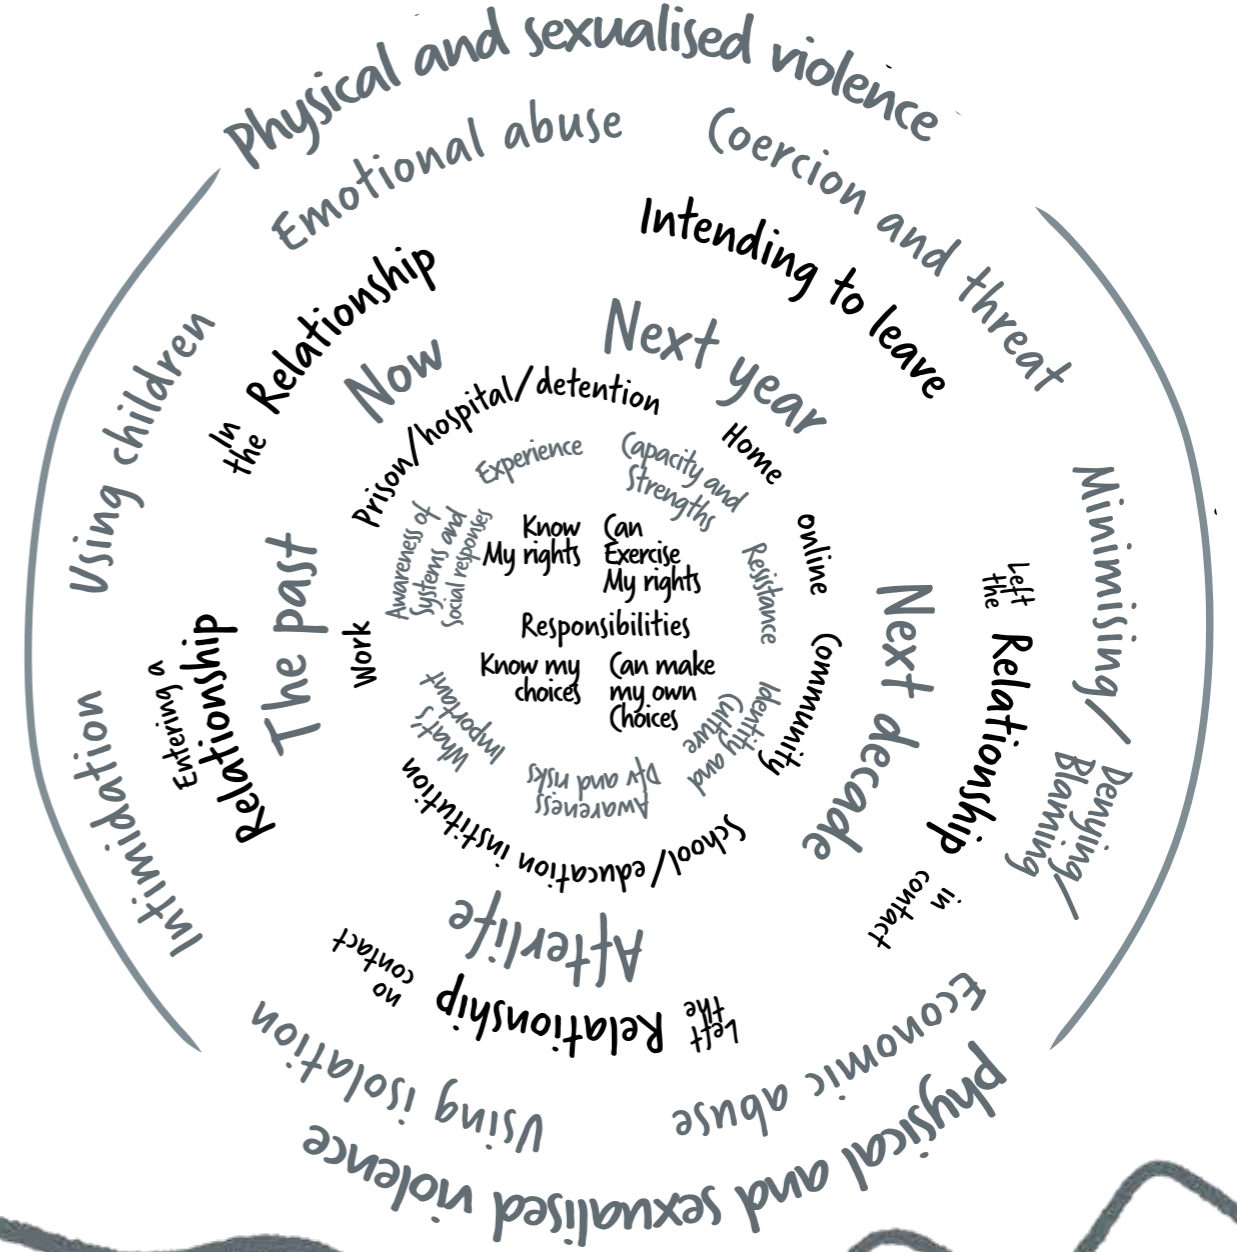 Physical and sexualised violence
Emotional abuse
Coercion and threat
Minimising/
Denying/
Blaming
Economic abuse
Using isolation
Intimidation
Using children
physical and sexualised violence
In
the
Relationship
Intending to leave
Left
the
Relationship
in
contact
Left
the
Relationship
no
contact
Entering a
Relationship
Now
Next year
Next decade
Afterlife
The past
Prison/hospital/detention
Home
online
Community
School/education institution
Work
Experience
Capacity and
Strengths
Resistance
Identity and
Culture
Awareness
Dfv and risks
What's
Important
Awareness of
Systems and
Social responses
Know
My rights
Can
Exercise
My rights
Responsibilities
Know my
choices
Can make
my own
Choices